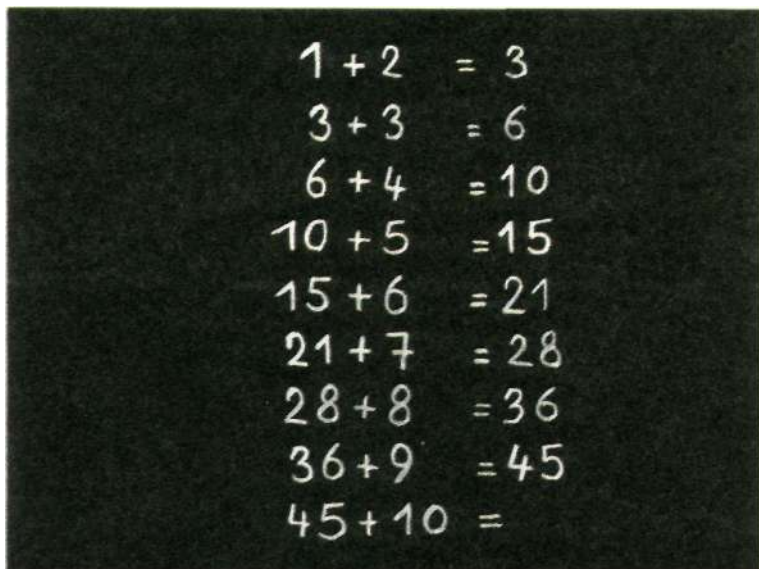 1 + 2 = 3
3 + 3 = 6
6 + 4 = 10
10 + 5 = 15
15 + 6 = 21
21 + 7 = 28
28 + 8 = 36
36 + 9 = 45
45 + 10 =